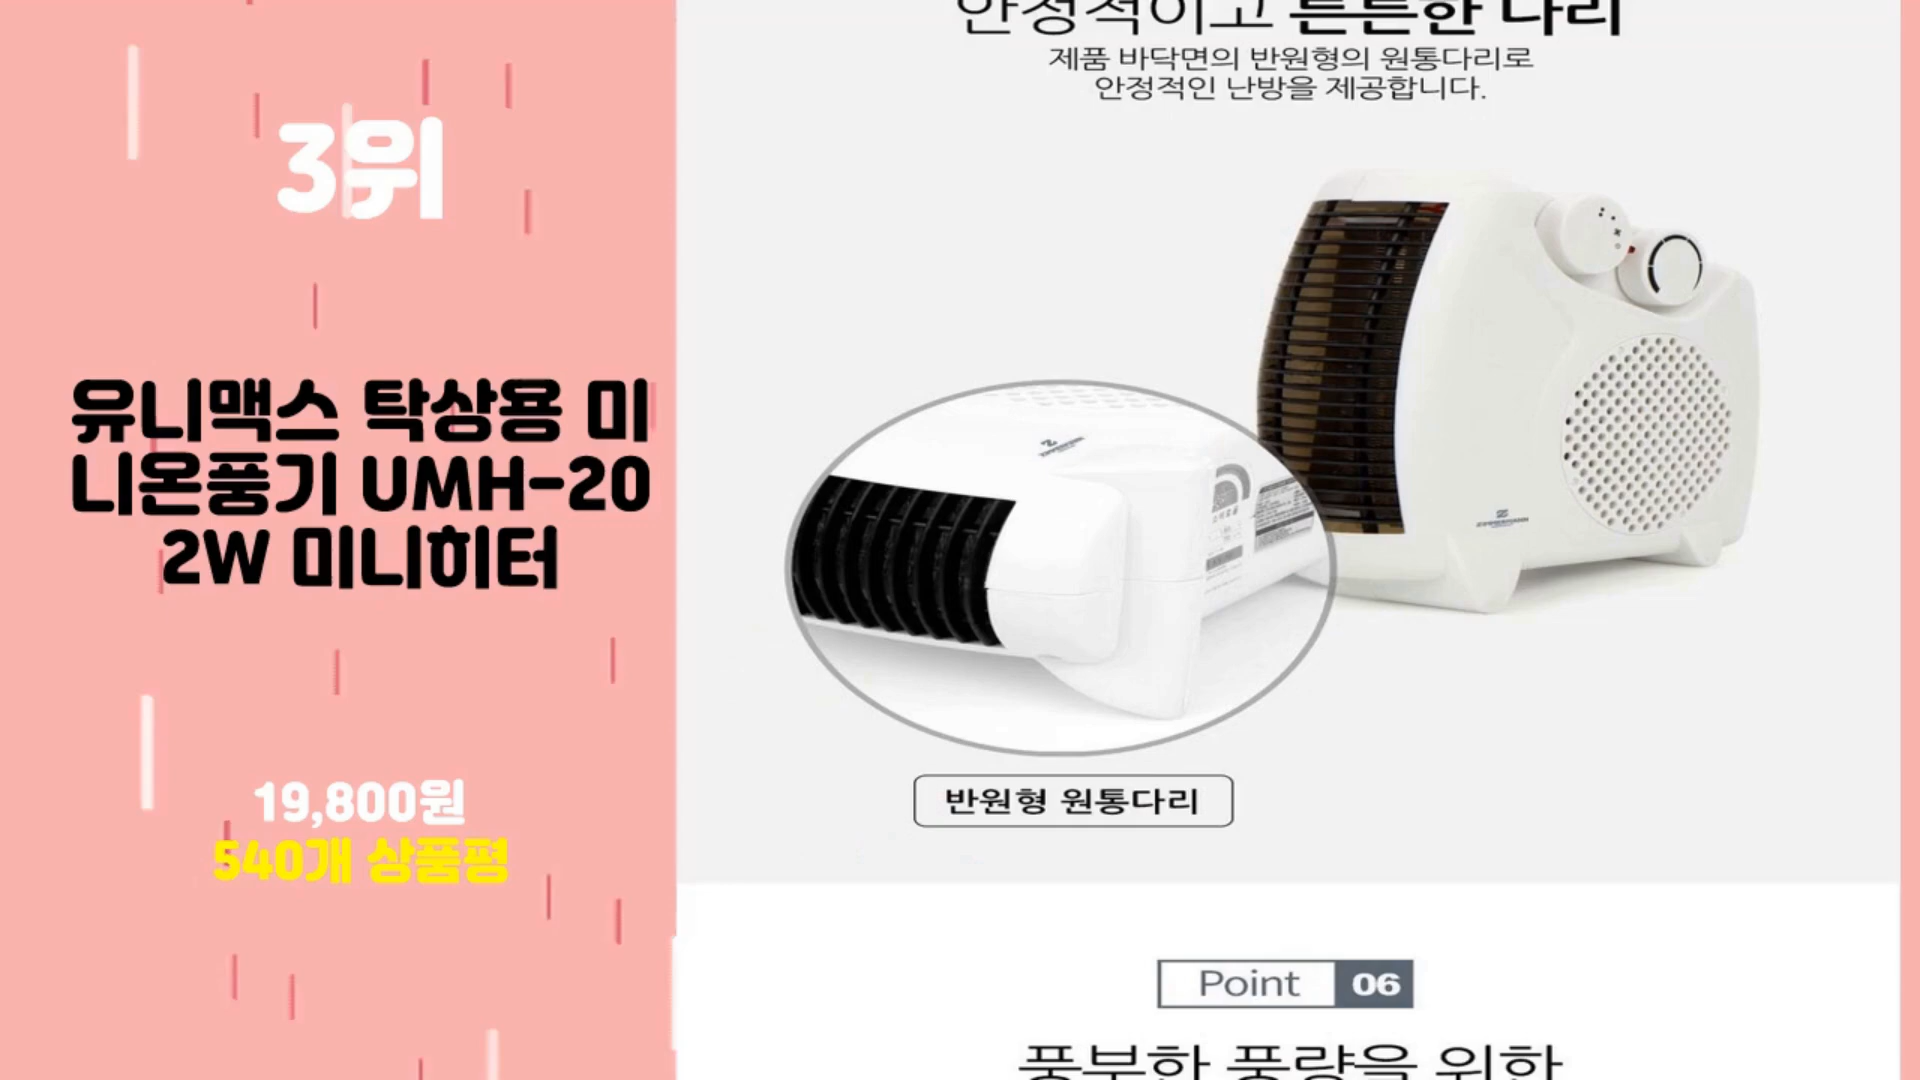 3위
유니맥스 탁상용 미
니온풍기 UMH-20
2W 미니히터
19,800원
540개 상품평
안정적이고 튼튼한 다리
제품 바닥면의 반원형의 원통다리로
안정적인 난방을 제공합니다.
반원형 원통다리
Point 06
풍부한 풍량을 위한